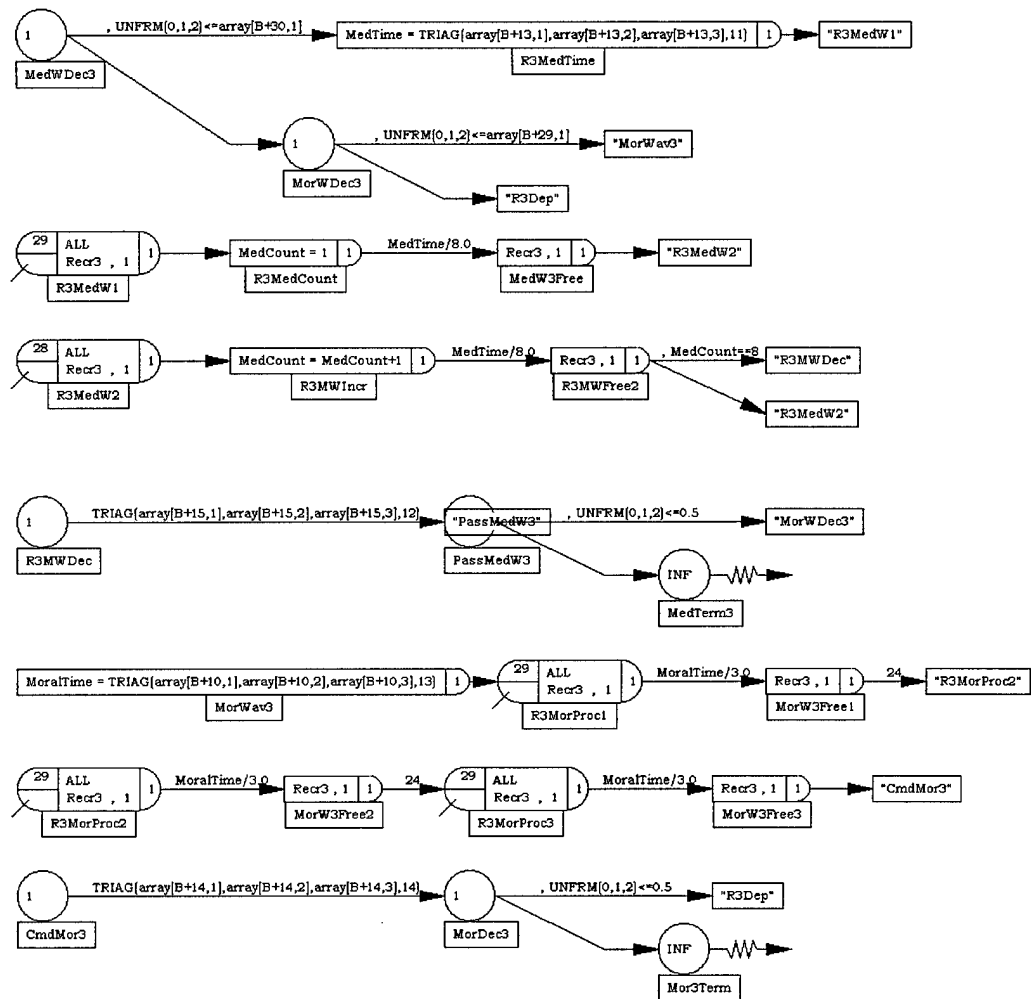 1
, UNFRM[0,1,2]<=array[B+30,1]
MedTime = TRIAG[array[B+13,1],array[B+13,2],array[B+13,3],11]
1
"R3MedW1"
MedWDec3
R3MedTime
1
, UNFRM[0,1,2]<=array[B+29,1]
"MorWav3"
MorWDec3
"R3Dep"
29
ALL
Recr3 , 1
1
MedCount = 1
1
MedTime/8.0
Recr3 , 1
1
"R3MedW2"
R3MedW1
R3MedCount
MedW3Free
28
ALL
Recr3 , 1
1
MedCount = MedCount+1
1
MedTime/8.0
Recr3 , 1
1
, MedCount==8
"R3MWDec"
R3MedW2
R3MWIncr
R3MWFree2
"R3MedW2"
1
TRIAG[array[B+15,1],array[B+15,2],array[B+15,3],12]
"PassMedW3"
, UNFRM[0,1,2]<=0.5
"MorWDec3"
R3MWDec
PassMedW3
INF
MedTerm3
MoralTime = TRIAG[array[B+10,1],array[B+10,2],array[B+10,3],13]
1
29
ALL
Recr3 , 1
1
MoralTime/3.0
Recr3 , 1
1
24
"R3MorProc2"
MorWav3
R3MorProc1
MorW3Free1
29
ALL
Recr3 , 1
1
MoralTime/3.0
Recr3 , 1
1
24
29
ALL
Recr3 , 1
1
MoralTime/3.0
Recr3 , 1
1
"CmdMor3"
R3MorProc2
MorW3Free2
R3MorProc3
MorW3Free3
1
TRIAG[array[B+14,1],array[B+14,2],array[B+14,3],14]
1
, UNFRM[0,1,2]<=0.5
"R3Dep"
CmdMor3
MorDec3
INF
Mor3Term